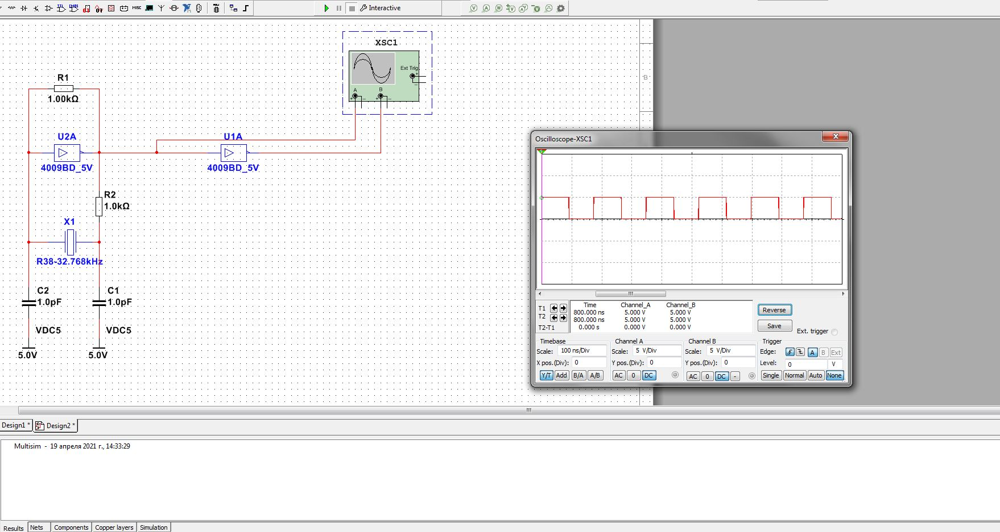 MISC
Interactive
XSC1
Ext Trig
+
A
B
R1
1.00kΩ
U2A
4009BD_5V
U1A
4009BD_5V
R2
1.0kΩ
X1
R38-32.768kHz
C2
1.0pF
C1
1.0pF
VDC5
VDC5
5.0V
5.0V
B
Oscilloscope-XSC1
Time Channel_A Channel_B
T1 800.000 ns 5.000 V 5.000 V
T2 800.000 ns 5.000 V 5.000 V
T2-T1 0.000 s 0.000 V 0.000 V
Reverse
Save
Ext. trigger
Timebase
Scale: 100 ns/Div
X pos.(Div): 0
Y/T Add B/A A/B
Channel A
Scale: 5 V/Div
Y pos.(Div): 0
AC 0 DC
Channel B
Scale: 5 V/Div
Y pos.(Div): 0
AC 0 DC -
Trigger
Edge: A B Ext
Level: 0 V
Single Normal Auto None
Design1 * Design2 *
Multisim - 19 апреля 2021 г., 14:33:29
Results Nets Components Copper layers Simulation